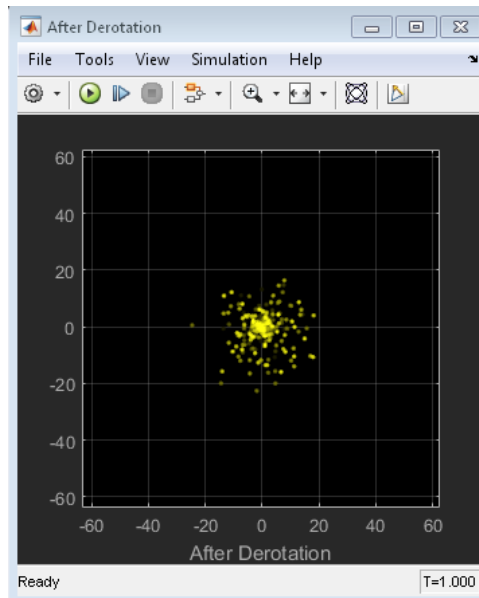 After Derotation
File Tools View Simulation Help
60
40
20
0
-20
-40
-60
-60 -40 -20 0 20 40 60
After Derotation
Ready T=1.000